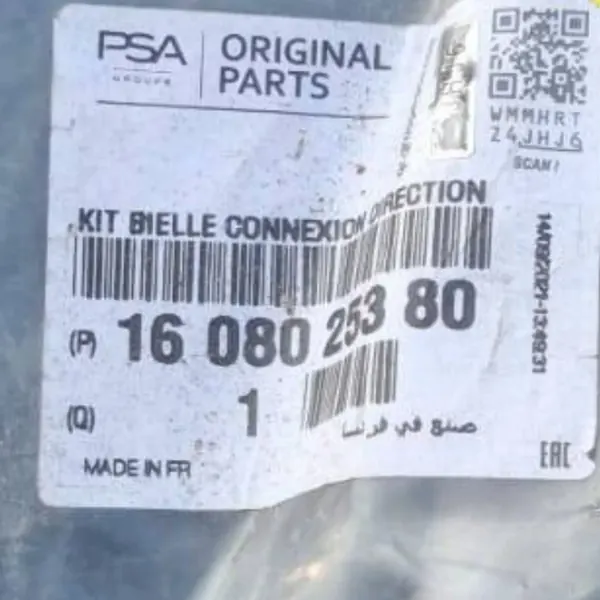 PSA
GROUPE
ORIGINAL
PARTS
WMMHRT
Z4JHJ6
SCAN!
KIT BIELLE CONNEXION DIRECTION
(P) 16 080 253 80
(Q) 1
صنع في فرنسا
MADE IN FR
EAC